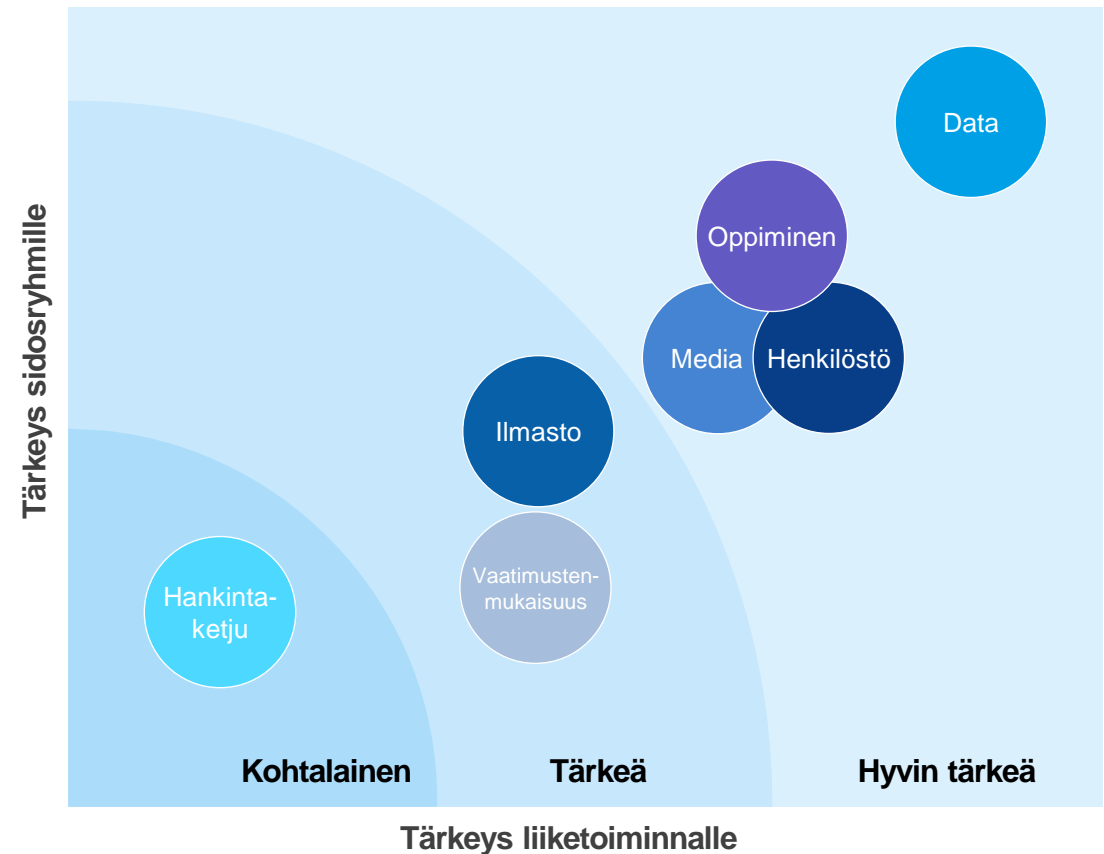 Tärkeys sidosryhmille
Data
Oppiminen
Media
Henkilöstö
Ilmasto
Vaatimusten-
mukaisuus
Hankinta-
ketju
Kohtalainen
Tärkeä
Hyvin tärkeä
Tärkeys liiketoiminnalle